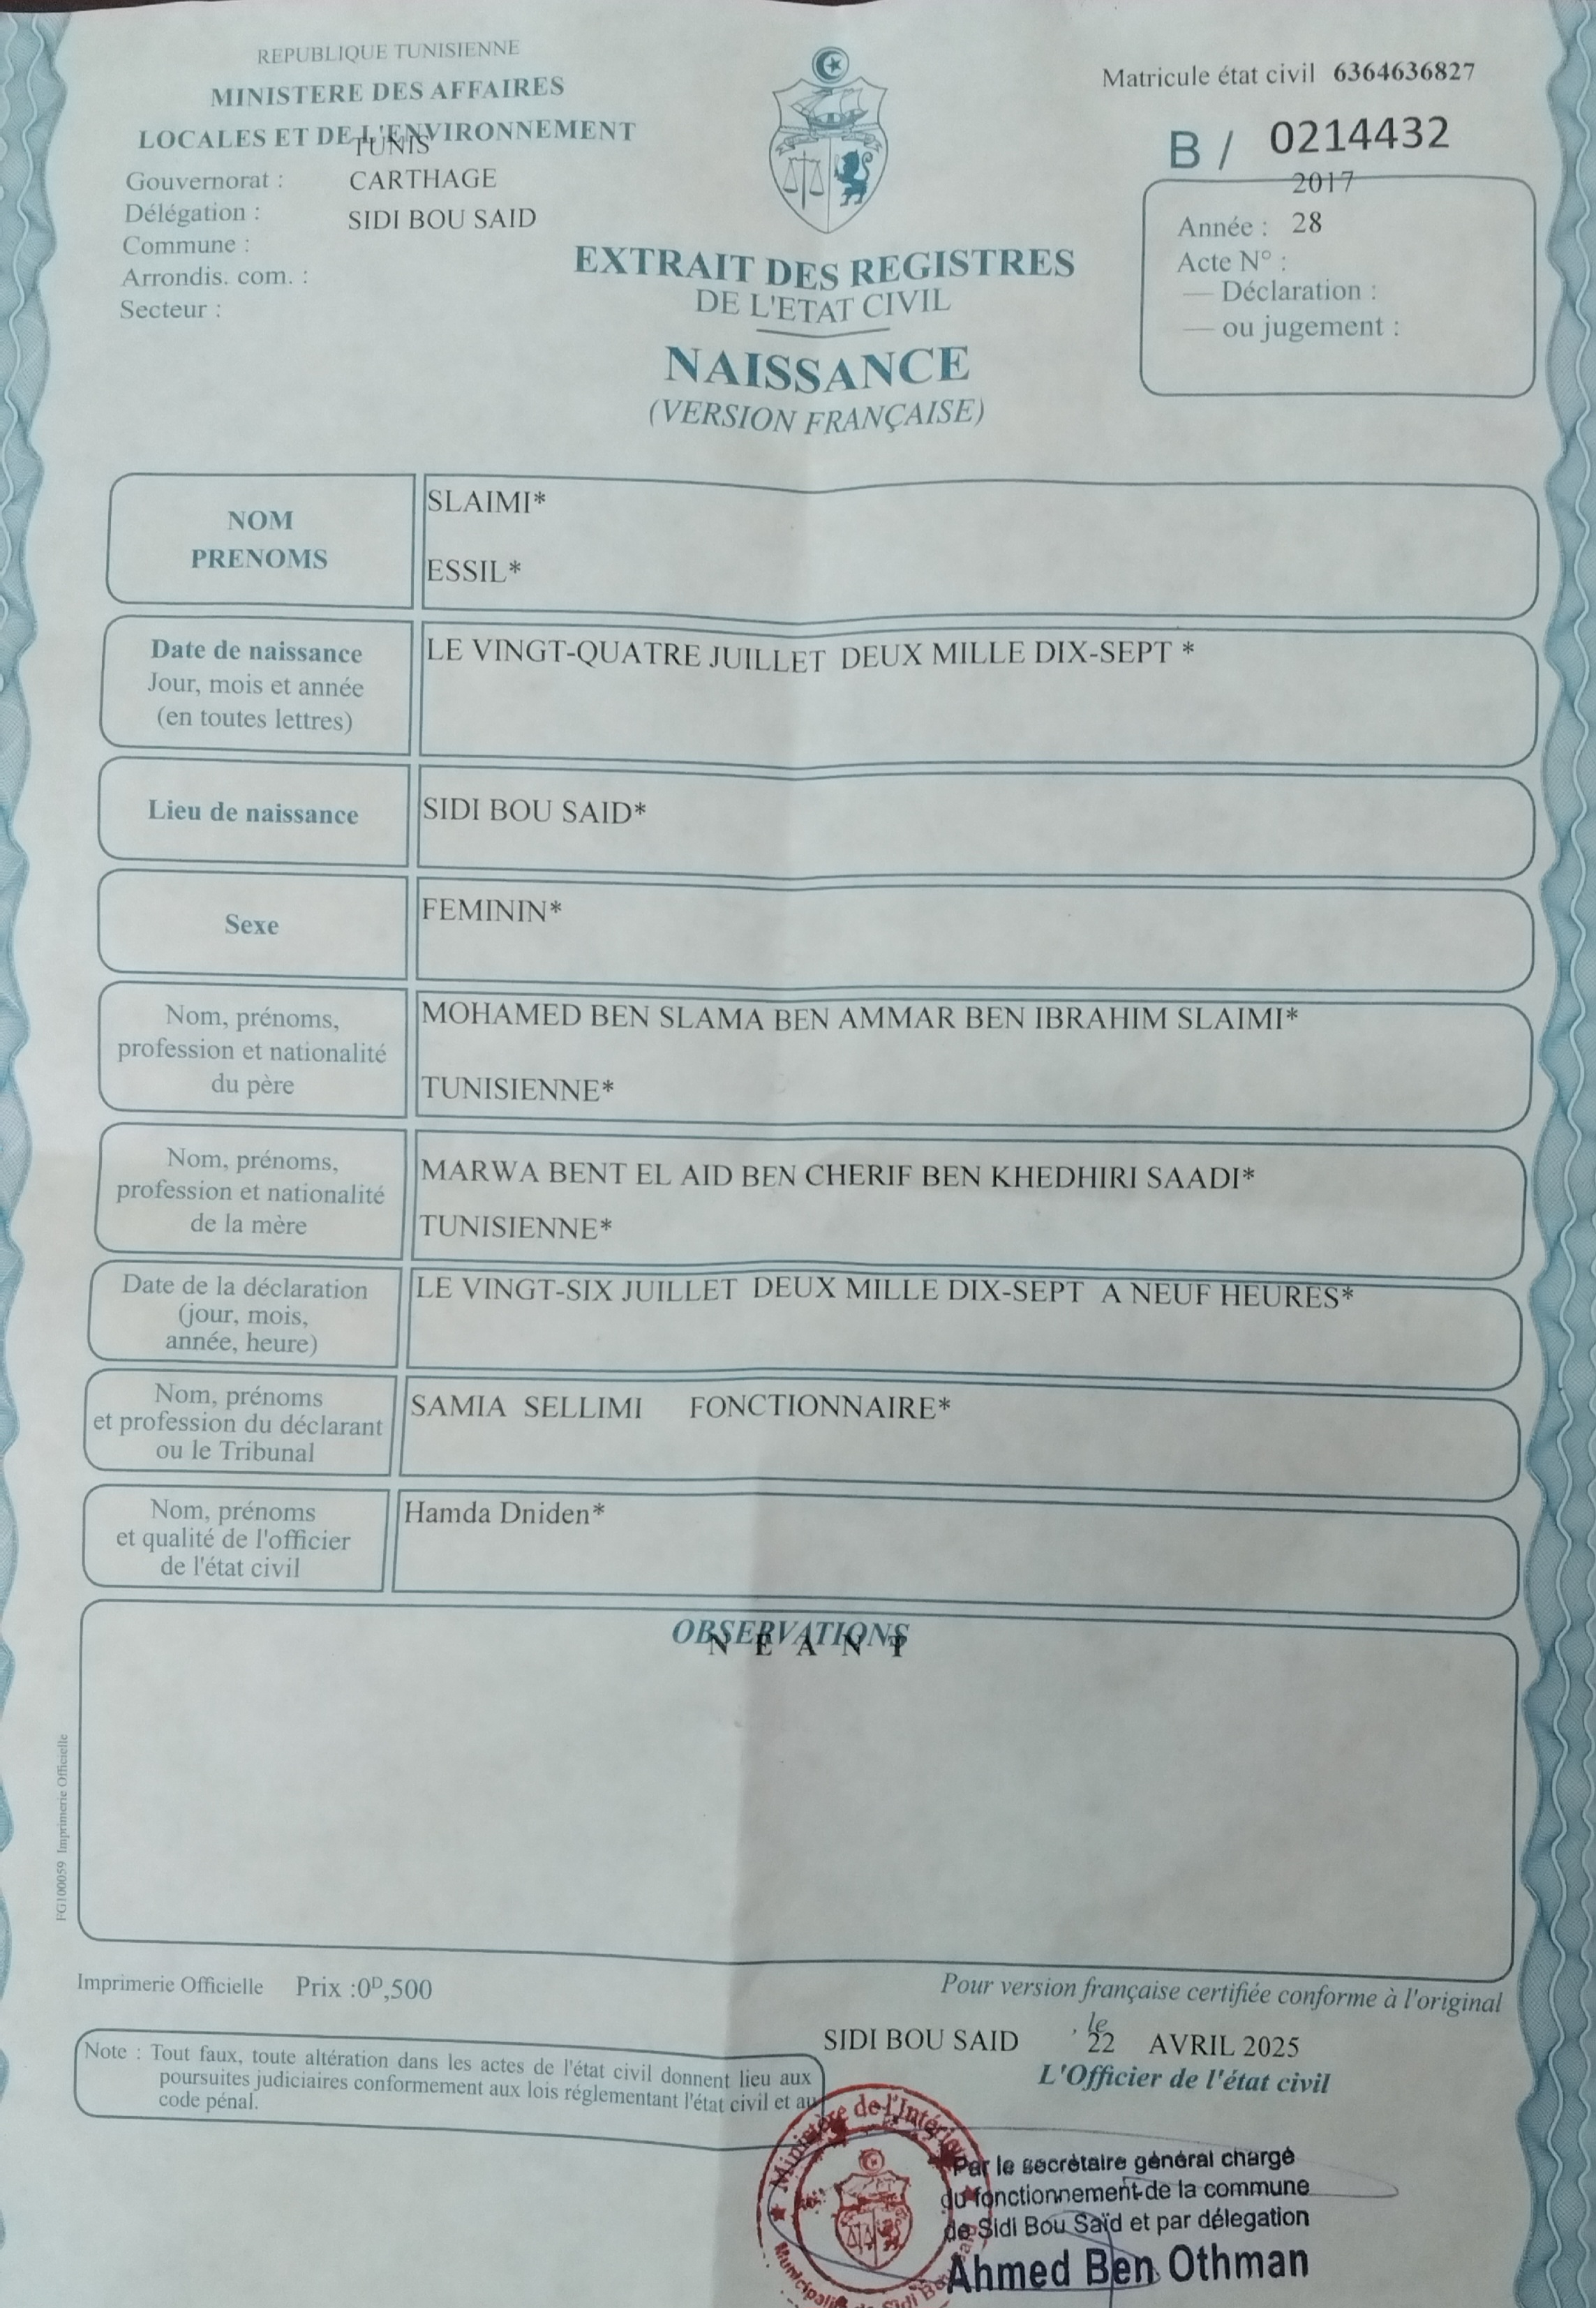 REPUBLIQUE TUNISIENNE
MINISTERE DES AFFAIRES
LOCALES ET DE L'ENVIRONNEMENT
TUNIS
Gouvernorat : CARTHAGE
Délégation : SIDI BOU SAID
Commune :
Arrondis. com. :
Secteur :
Matricule état civil 6364636827
B / 0214432
2017
Année : 28
Acte N° :
— Déclaration :
— ou jugement :
EXTRAIT DES REGISTRES
DE L'ETAT CIVIL
NAISSANCE
(VERSION FRANÇAISE)
NOM
PRENOMS
SLAIMI*
ESSIL*
Date de naissance
Jour, mois et année
(en toutes lettres)
LE VINGT-QUATRE JUILLET DEUX MILLE DIX-SEPT *
Lieu de naissance
SIDI BOU SAID*
Sexe
FEMININ*
Nom, prénoms,
profession et nationalité
du père
MOHAMED BEN SLAMA BEN AMMAR BEN IBRAHIM SLAIMI*
TUNISIENNE*
Nom, prénoms,
profession et nationalité
de la mère
MARWA BENT EL AID BEN CHERIF BEN KHEDHIRI SAADI*
TUNISIENNE*
Date de la déclaration
(jour, mois,
année, heure)
LE VINGT-SIX JUILLET DEUX MILLE DIX-SEPT A NEUF HEURES*
Nom, prénoms
et profession du déclarant
ou le Tribunal
SAMIA SELLIMI FONCTIONNAIRE*
Nom, prénoms
et qualité de l'officier
de l'état civil
Hamda Dniden*
OBSERVATIONS
N E A N T
FG100059 Imprimerie Officielle
Imprimerie Officielle Prix :0ᴰ,500
Pour version française certifiée conforme à l'original
SIDI BOU SAID , le 22 AVRIL 2025
L'Officier de l'état civil
Note : Tout faux, toute altération dans les actes de l'état civil donnent lieu aux
poursuites judiciaires conformement aux lois réglementant l'état civil et au
code pénal.
Ministère de l'Intérieur
Municipalité de Sidi Bou Said
Par le secrétaire général chargé
du fonctionnement de la commune
de Sidi Bou Saïd et par délegation
Ahmed Ben Othman